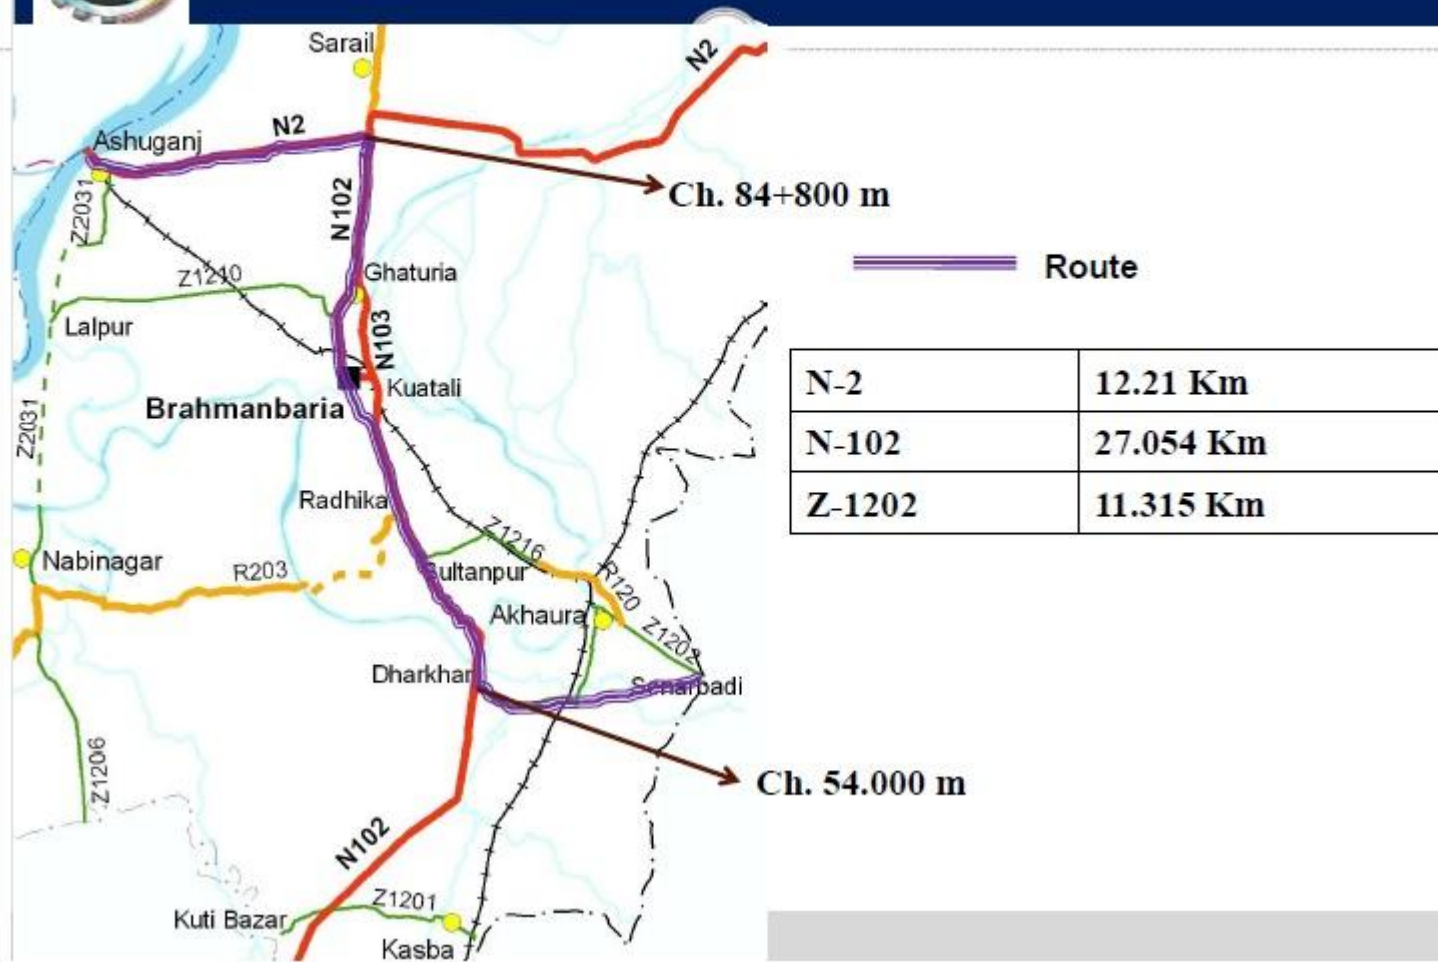 Sarail
N2
Ashuganj
N2
Z2031
N102
Ch. 84+800 m
Ghaturia
Route
Z1210
Lalpur
N103
Kuatali
N-2 12.21 Km
Brahmanbaria
Z2031
N-102 27.054 Km
Radhika
Z-1202 11.315 Km
Z1216
Nabinagar
R203
Sultanpur
R120
Akhaura
Z1202
Dharkhar
Senarbadi
Z1206
Ch. 54.000 m
N102
Z1201
Kuti Bazar
Kasba